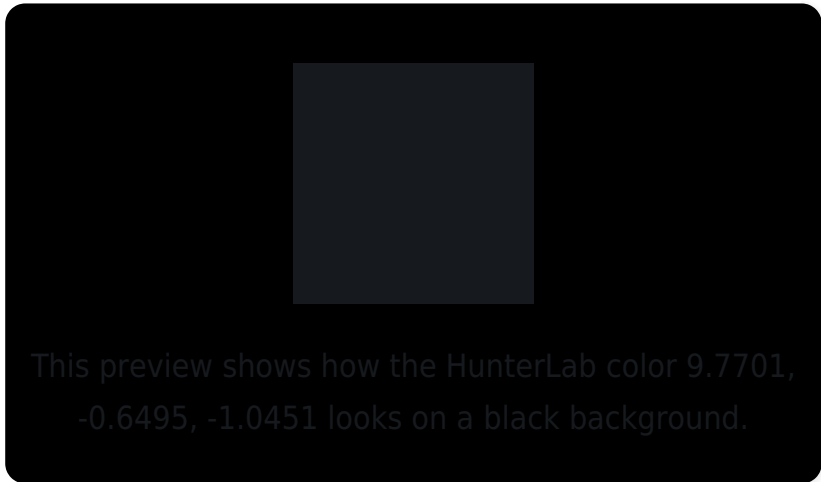 This preview shows how the HunterLab color 9.7701,
-0.6495, -1.0451 looks on a black background.